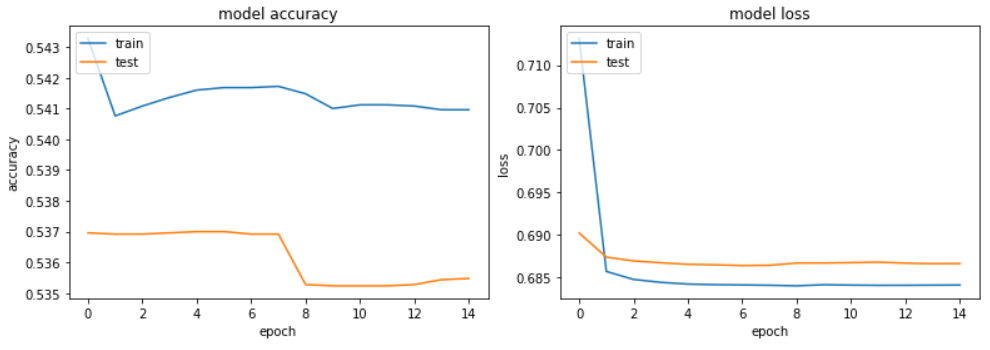 model accuracy
train
test
0.543
0.542
0.541
0.540
0.539
0.538
0.537
0.536
0.535
accuracy
0 2 4 6 8 10 12 14
epoch
model loss
train
test
0.710
0.705
0.700
0.695
0.690
0.685
loss
0 2 4 6 8 10 12 14
epoch